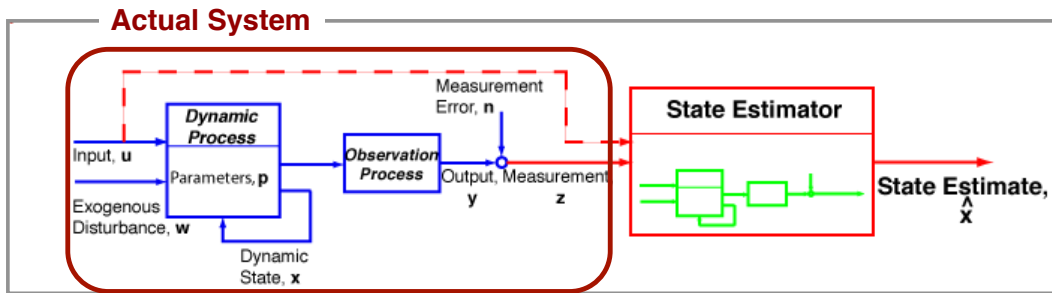 Actual System
Measurement
Error, n
Dynamic
Process
State Estimator
Input, u
Parameters, p
Observation
Process
Output, Measurement,
y
z
State Estimate,
x̂
Exogenous
Disturbance, w
Dynamic
State, x